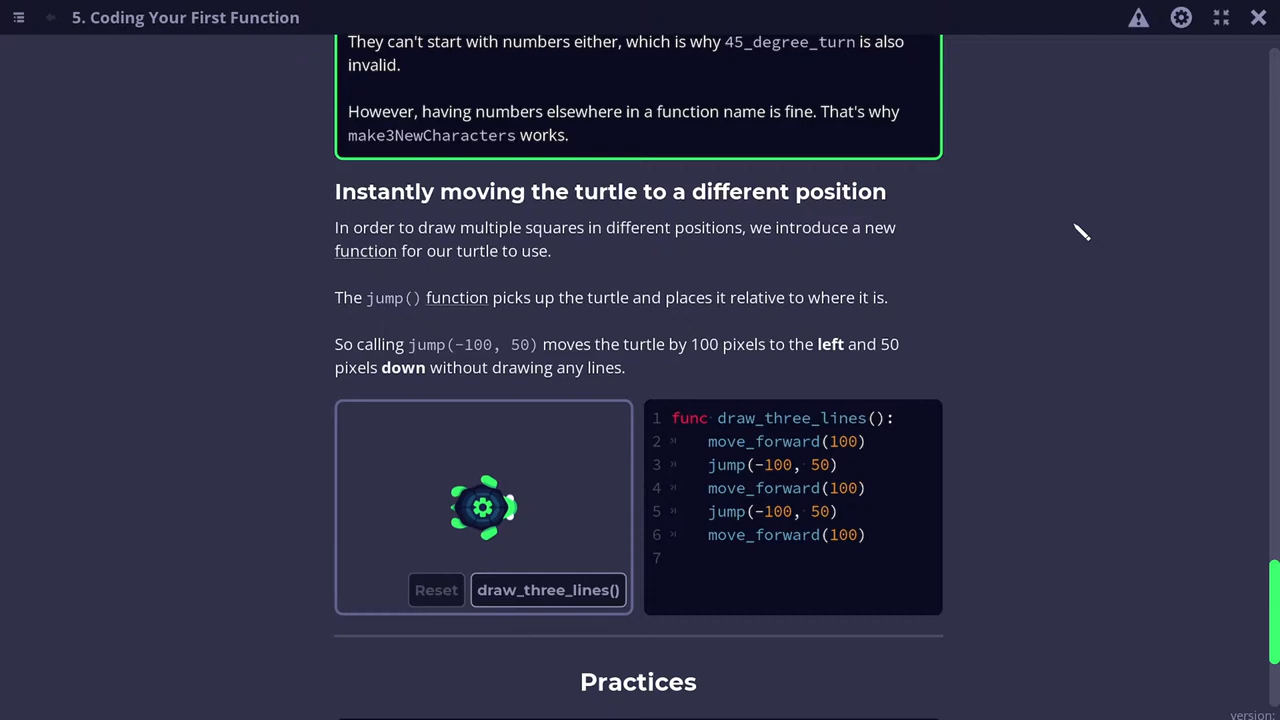 5. Coding Your First Function
They can't start with numbers either, which is why 45_degree_turn is also
invalid.
However, having numbers elsewhere in a function name is fine. That's why
make3NewCharacters works.
Instantly moving the turtle to a different position
In order to draw multiple squares in different positions, we introduce a new
function for our turtle to use.
The jump() function picks up the turtle and places it relative to where it is.
So calling jump(-100, 50) moves the turtle by 100 pixels to the left and 50
pixels down without drawing any lines.
Reset
draw_three_lines()
1 func draw_three_lines():
2 move_forward(100)
3 jump(-100, 50)
4 move_forward(100)
5 jump(-100, 50)
6 move_forward(100)
7
Practices
version: